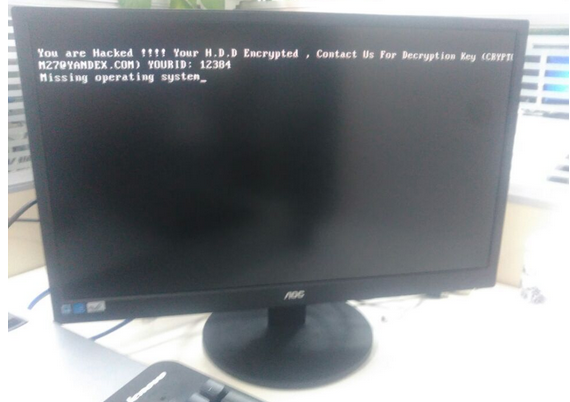 You are Hacked !!!! Your H.D.D Encrypted , Contact Us For Decryption Key
M27@YANDEX.COM) YOURID: 12384
Missing operating system_
AOC
lenovo